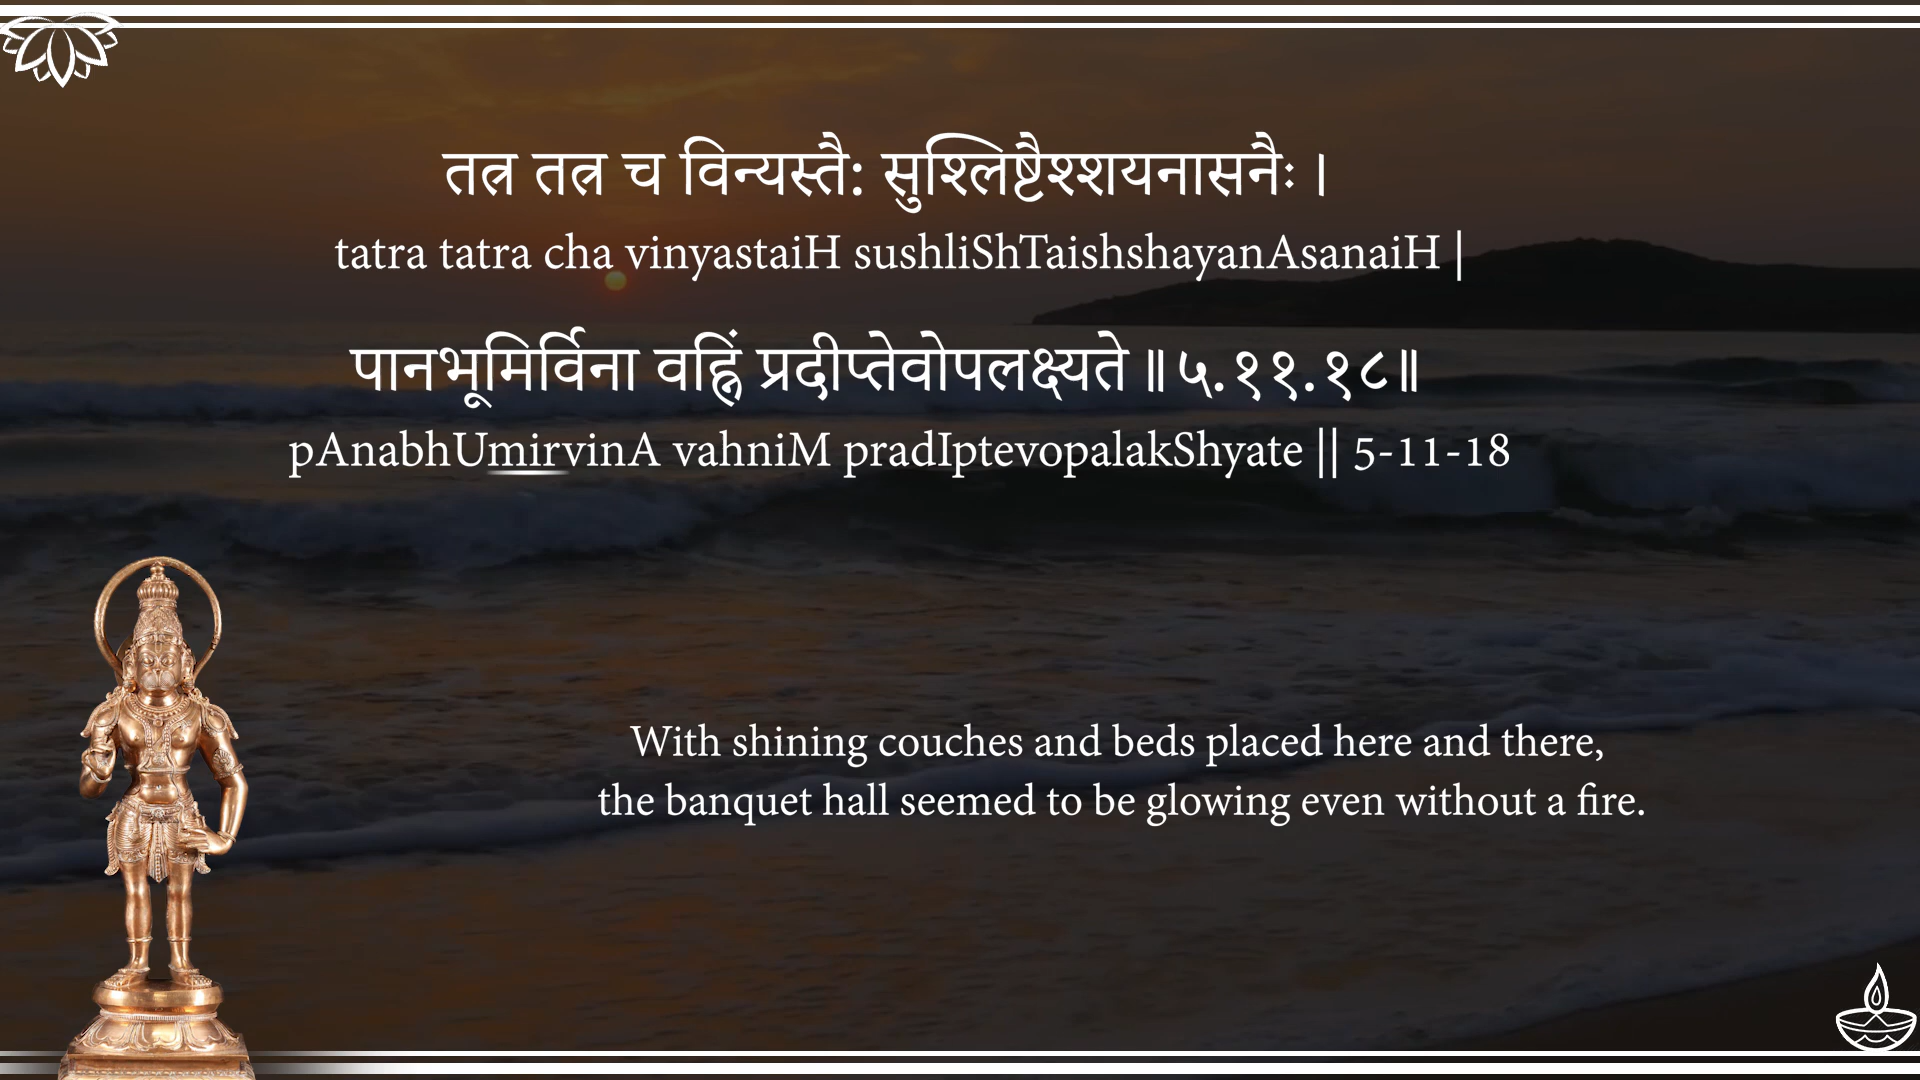 तत्र तत्र च विन्यस्तै: सुश्लिष्टैश्शयनासनैः ।
tatra tatra cha vinyastaiH sushliShTaishshayanAsanaiH |
पानभूमिर्विना वह्निं प्रदीप्तेवोपलक्ष्यते ॥५.११.१८॥
pAnabhUmirvinA vahniM pradIptevopalakShyate || 5-11-18
With shining couches and beds placed here and there,
the banquet hall seemed to be glowing even without a fire.